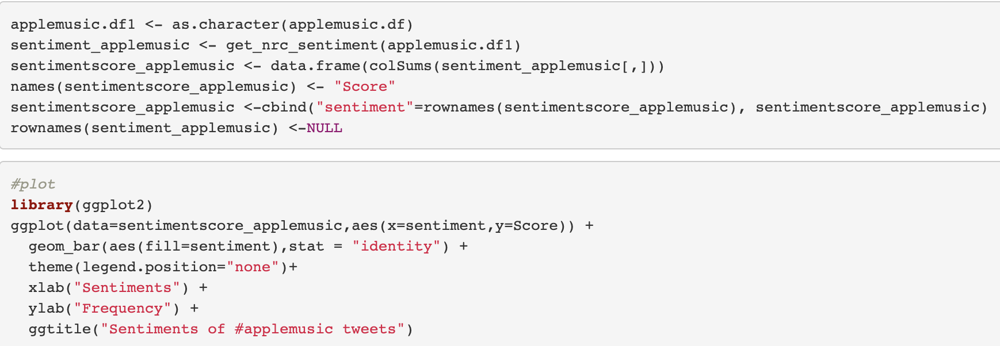 applemusic.df1 <- as.character(applemusic.df)
sentiment_applemusic <- get_nrc_sentiment(applemusic.df1)
sentimentscore_applemusic <- data.frame(colSums(sentiment_applemusic[,]))
names(sentimentscore_applemusic) <- "Score"
sentimentscore_applemusic <-cbind("sentiment"=rownames(sentimentscore_applemusic), sentimentscore_applemusic)
rownames(sentiment_applemusic) <-NULL
#plot
library(ggplot2)
ggplot(data=sentimentscore_applemusic,aes(x=sentiment,y=Score)) +
  geom_bar(aes(fill=sentiment),stat = "identity") +
  theme(legend.position="none")+
  xlab("Sentiments") +
  ylab("Frequency") +
  ggtitle("Sentiments of #applemusic tweets")